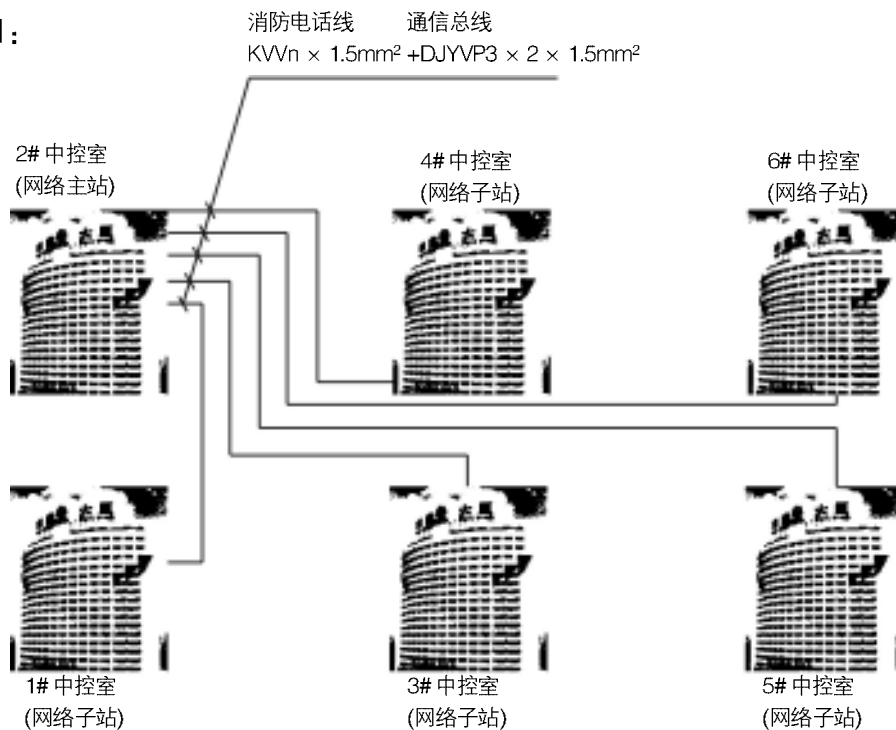 ：
消防电话线 通信总线
KVVn × 1.5mm² +DJYVP3 × 2 × 1.5mm²
2# 中控室
(网络主站)
4# 中控室
(网络子站)
6# 中控室
(网络子站)
1# 中控室
(网络子站)
3# 中控室
(网络子站)
5# 中控室
(网络子站)